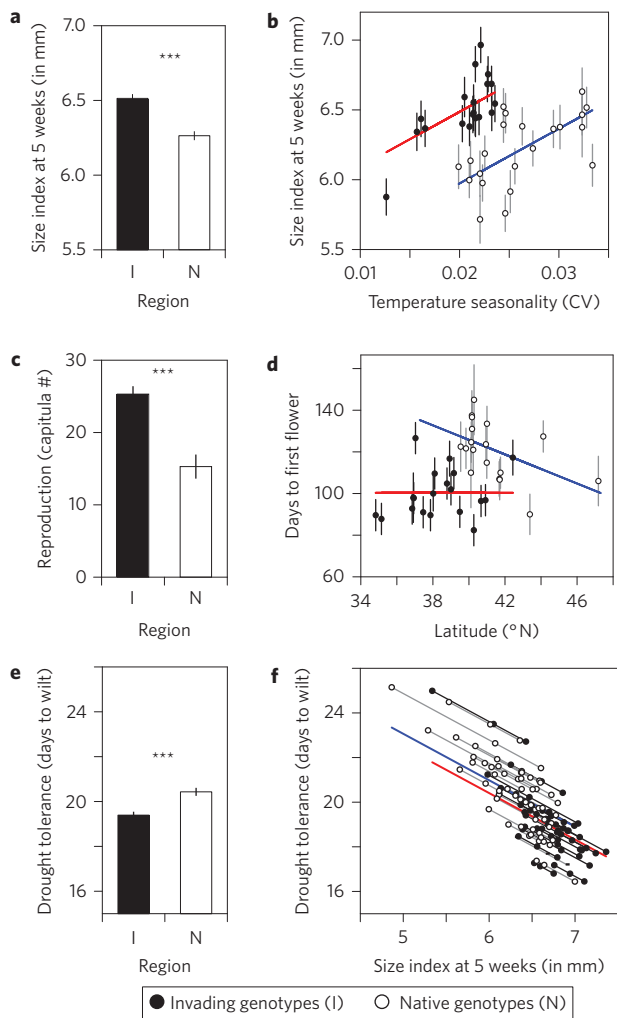 a
7.0
6.5
6.0
5.5
Size index at 5 weeks (in mm)
***
I
N
Region
b
7.0
6.5
6.0
5.5
Size index at 5 weeks (in mm)
0.01
0.02
0.03
Temperature seasonality (CV)
c
30
20
10
0
Reproduction (capitula #)
***
I
N
Region
d
140
100
60
Days to first flower
34
38
42
46
Latitude (°N)
e
24
20
16
Drought tolerance (days to wilt)
***
I
N
Region
f
24
20
16
Drought tolerance (days to wilt)
5
6
7
Size index at 5 weeks (in mm)
Invading genotypes (I)
Native genotypes (N)